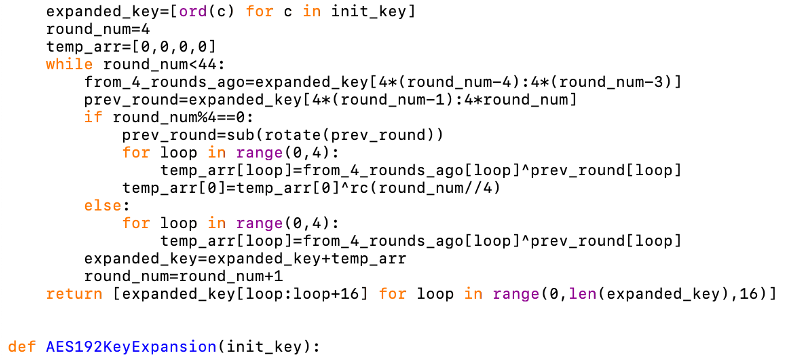 expanded_key=[ord(c) for c in init_key]
round_num=4
temp_arr=[0,0,0,0]
while round_num<44:
from_4_rounds_ago=expanded_key[4*(round_num-4):4*(round_num-3)]
prev_round=expanded_key[4*(round_num-1):4*round_num]
if round_num%4==0:
prev_round=sub(rotate(prev_round))
for loop in range(0,4):
temp_arr[loop]=from_4_rounds_ago[loop]^prev_round[loop]
temp_arr[0]=temp_arr[0]^rc(round_num//4)
else:
for loop in range(0,4):
temp_arr[loop]=from_4_rounds_ago[loop]^prev_round[loop]
expanded_key=expanded_key+temp_arr
round_num=round_num+1
return [expanded_key[loop:loop+16] for loop in range(0,len(expanded_key),16)]
def AES192KeyExpansion(init_key):